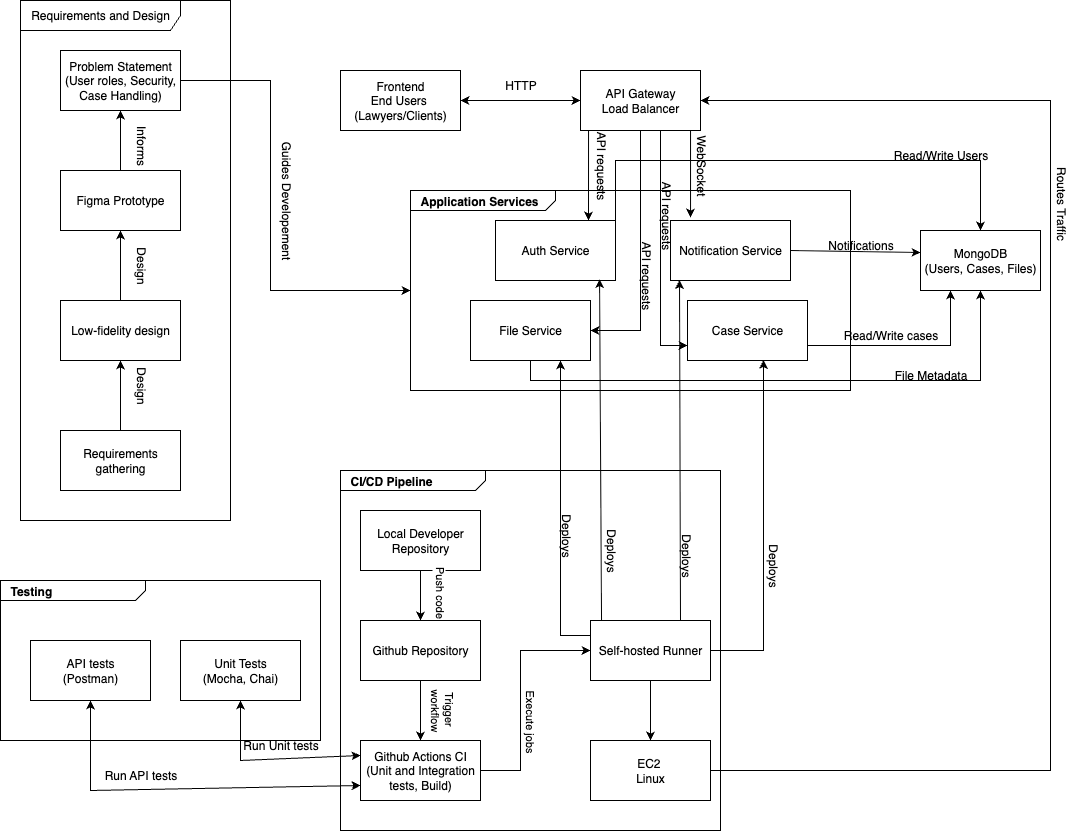 Requirements and Design
Problem Statement
(User roles, Security,
Case Handling)
Informs
Figma Prototype
Design
Low-fidelity design
Design
Requirements
gathering
Guides Developement
Frontend
End Users
(Lawyers/Clients)
HTTP
API Gateway
Load Balancer
API requests
WebSocket
API requests
API requests
Read/Write Users
Routes Traffic
Application Services
Auth Service
Notification Service
Notifications
MongoDB
(Users, Cases, Files)
File Service
Case Service
Read/Write cases
File Metadata
CI/CD Pipeline
Local Developer
Repository
Push code
Github Repository
Trigger
workflow
Github Actions CI
(Unit and Integration
tests, Build)
Execute jobs
Deploys
Deploys
Deploys
Deploys
Self-hosted Runner
EC2
Linux
Testing
API tests
(Postman)
Unit Tests
(Mocha, Chai)
Run Unit tests
Run API tests